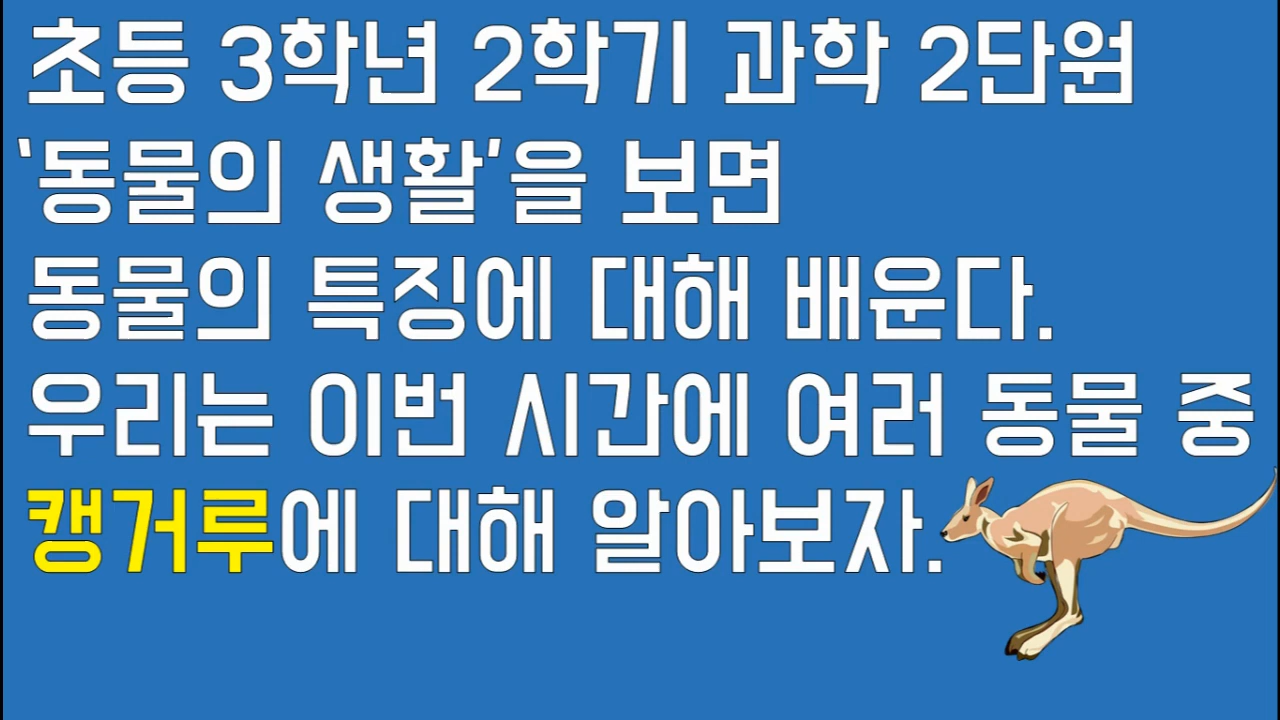 초등 3학년 2학기 과학 2단원
‘동물의 생활’을 보면
동물의 특징에 대해 배운다.
우리는 이번 시간에 여러 동물 중
캥거루에 대해 알아보자.